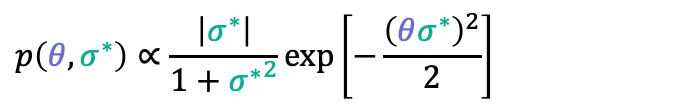 p(θ, σ*) ∝ |σ*| / (1 + σ*²) exp[−(θσ*)² / 2]